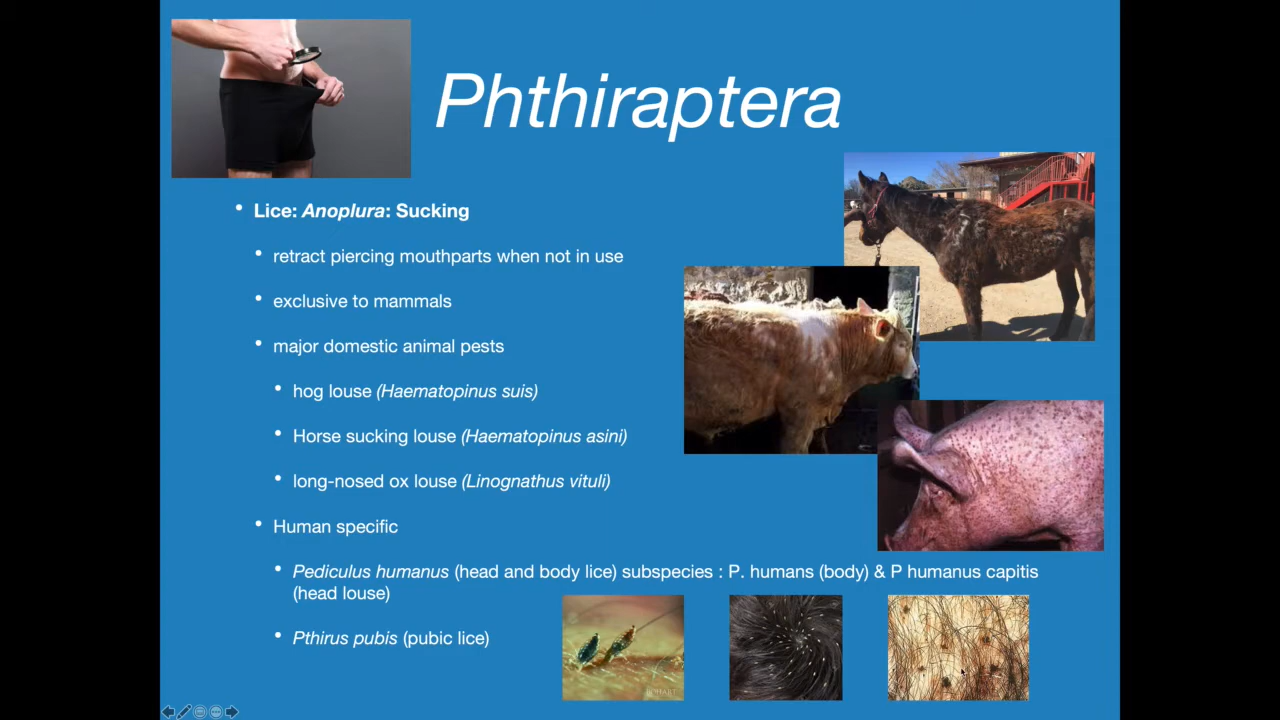 Phthiraptera
Lice: Anoplura: Sucking
retract piercing mouthparts when not in use
exclusive to mammals
major domestic animal pests
hog louse (Haematopinus suis)
Horse sucking louse (Haematopinus asini)
long-nosed ox louse (Linognathus vituli)
Human specific
Pediculus humanus (head and body lice) subspecies : P. humans (body) & P humanus capitis
(head louse)
Pthirus pubis (pubic lice)